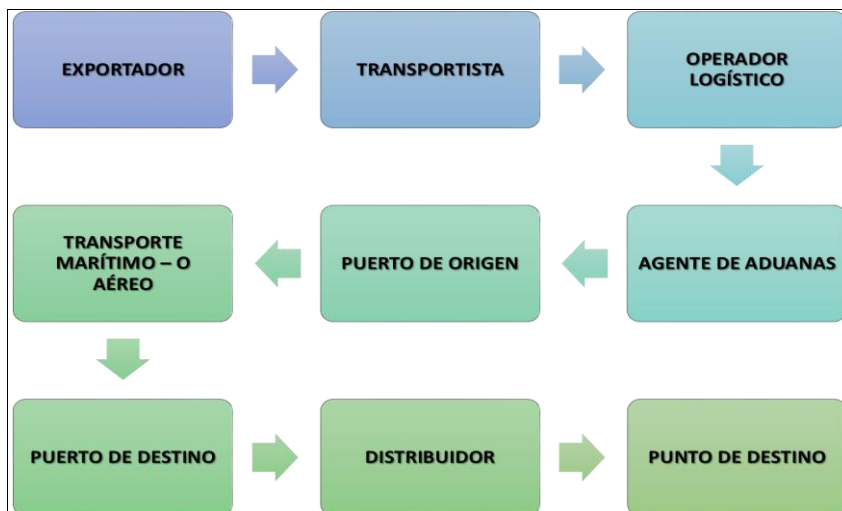 EXPORTADOR
TRANSPORTISTA
OPERADOR
LOGÍSTICO
AGENTE DE ADUANAS
PUERTO DE ORIGEN
TRANSPORTE
MARÍTIMO – O
AÉREO
PUERTO DE DESTINO
DISTRIBUIDOR
PUNTO DE DESTINO